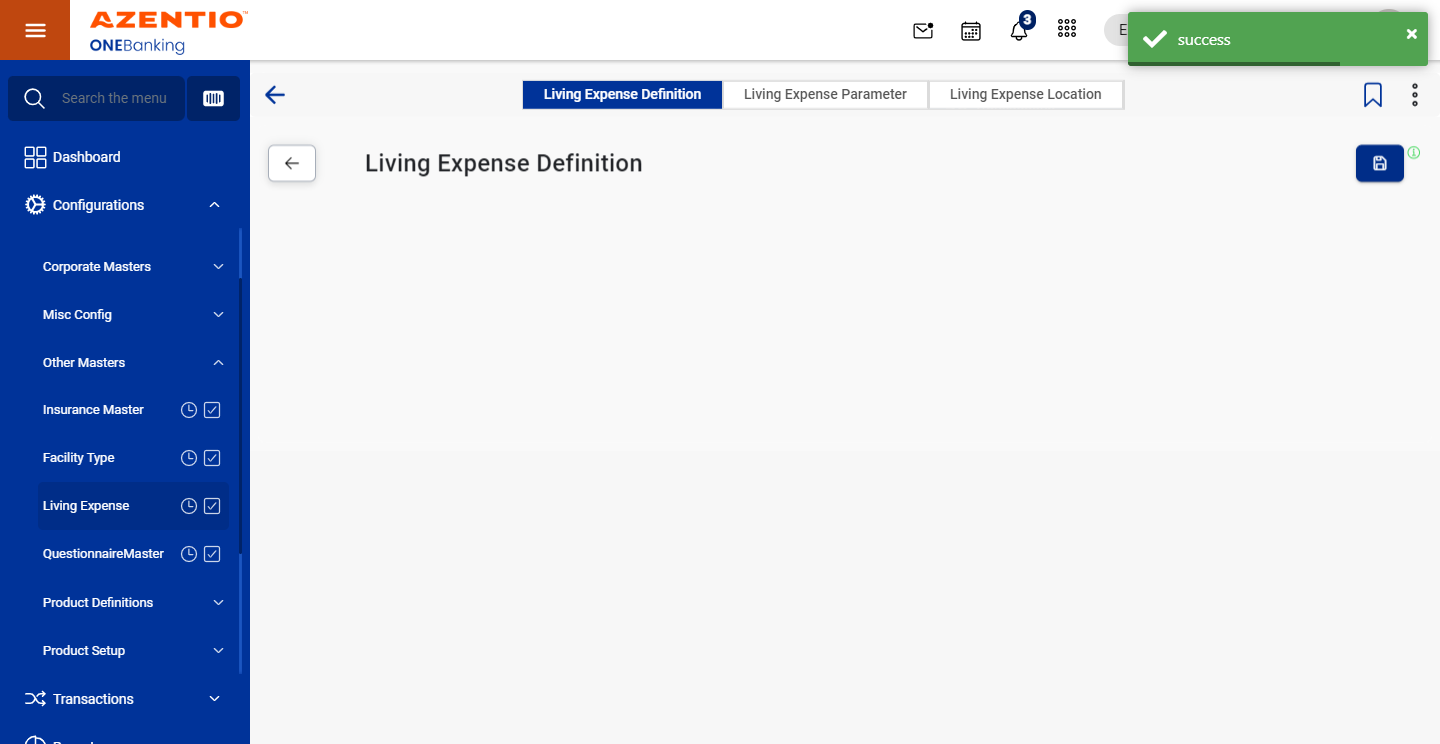 AZENTIO™
ONEBanking
3
E
success
Search the menu
Living Expense Definition
Living Expense Parameter
Living Expense Location
Dashboard
Living Expense Definition
Configurations
Corporate Masters
Misc Config
Other Masters
Insurance Master
Facility Type
Living Expense
QuestionnaireMaster
Product Definitions
Product Setup
Transactions